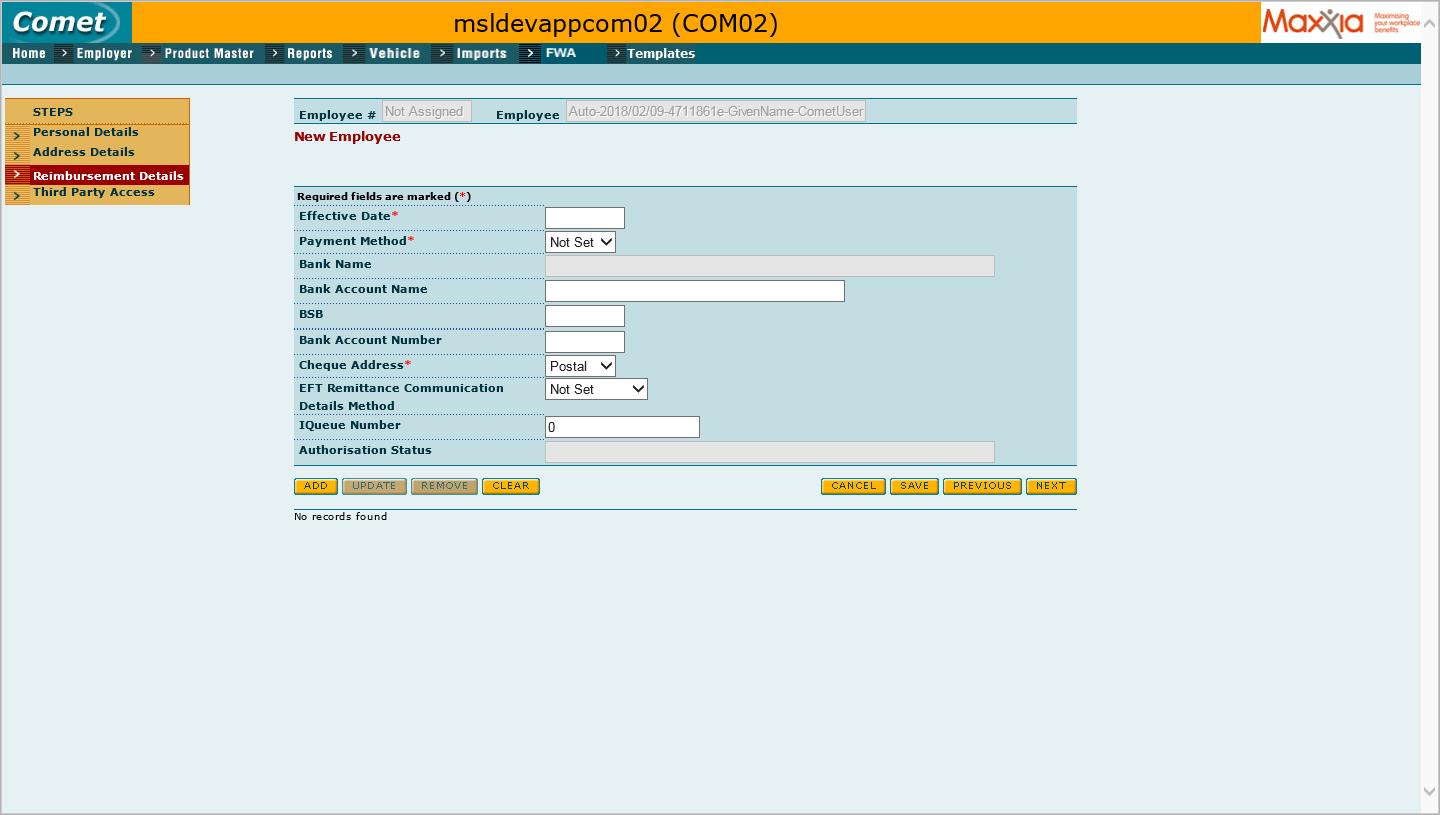 Comet
msldevappcom02 (COM02)
Maxxia Maximising your workplace benefits
Home > Employer > Product Master > Reports > Vehicle > Imports > FWA > Templates
STEPS
> Personal Details
> Address Details
> Reimbursement Details
> Third Party Access
Employee # Not Assigned Employee Auto-2018/02/09-4711861e-GivenName-CometUser
New Employee
Required fields are marked (*)
Effective Date*
Payment Method* Not Set
Bank Name
Bank Account Name
BSB
Bank Account Number
Cheque Address* Postal
EFT Remittance Communication Not Set
Details Method
IQueue Number 0
Authorisation Status
ADD UPDATE REMOVE CLEAR CANCEL SAVE PREVIOUS NEXT
No records found